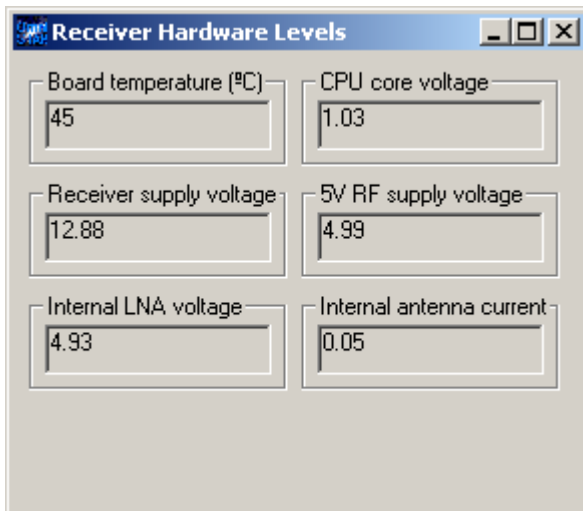 Receiver Hardware Levels
Board temperature (ºC) CPU core voltage
45 1.03
Receiver supply voltage 5V RF supply voltage
12.88 4.99
Internal LNA voltage Internal antenna current
4.93 0.05